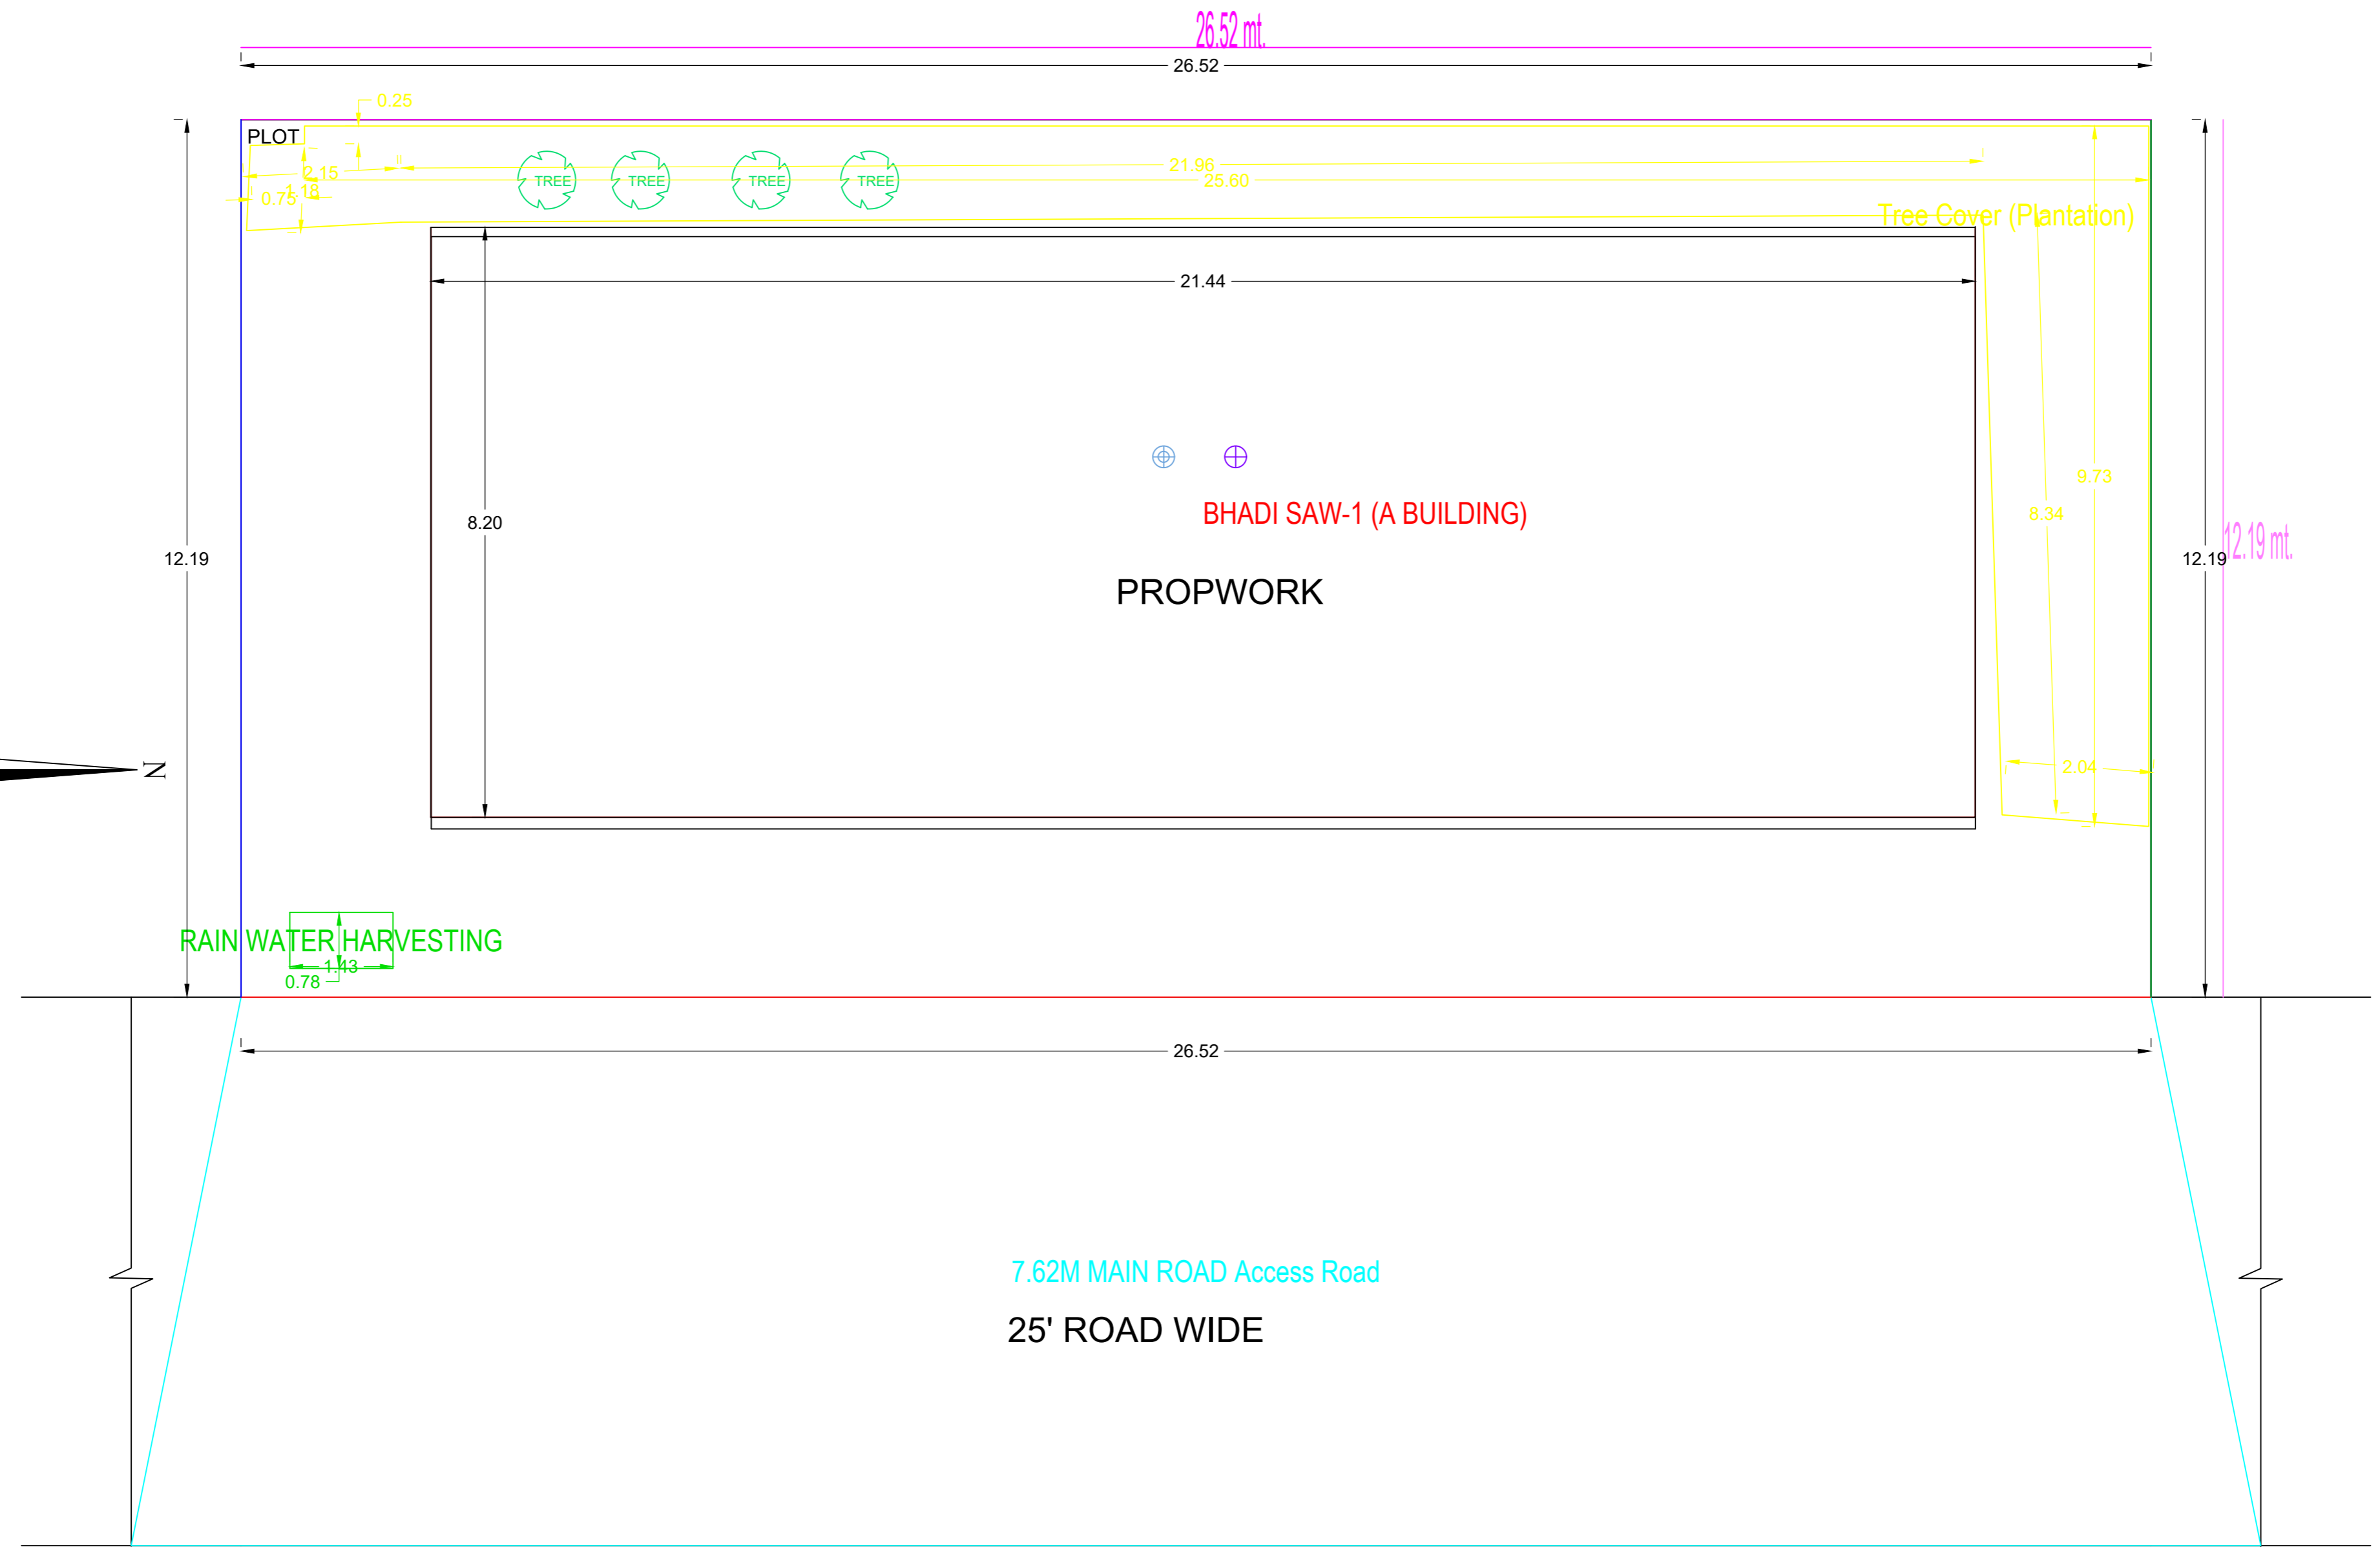 26.52 mt.
26.52
0.25
PLOT
2.15
21.96
TREE
TREE
TREE
TREE
25.60
1.18
0.75
Tree Cover (Plantation)
21.44
9.73
8.34
BHADI SAW-1 (A BUILDING)
8.20
12.19
12.19
12.19 mt.
PROPWORK
N
2.04
RAIN WATER HARVESTING
1.43
0.78
26.52
7.62M MAIN ROAD Access Road
25' ROAD WIDE